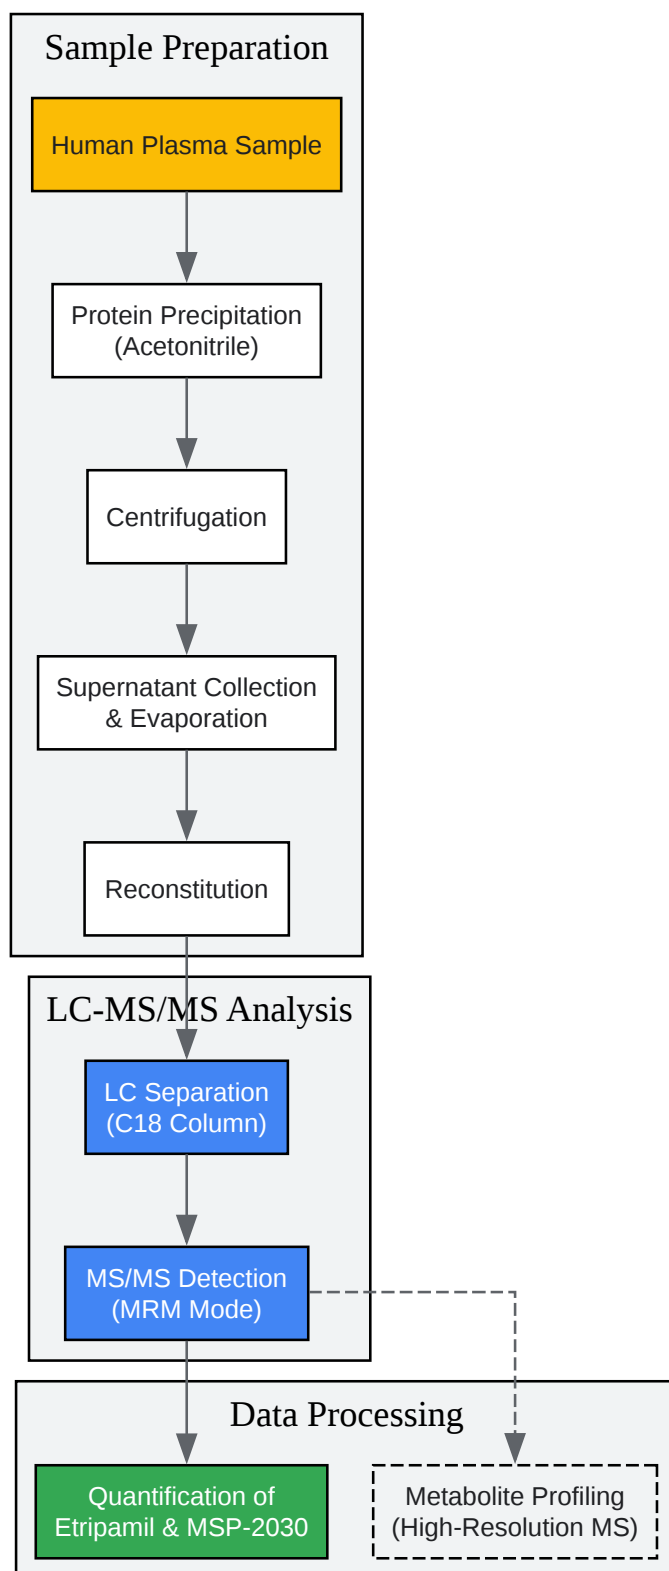 Sample Preparation
Human Plasma Sample
Protein Precipitation
(Acetonitrile)
Centrifugation
Supernatant Collection
& Evaporation
Reconstitution
LC-MS/MS Analysis
LC Separation
(C18 Column)
MS/MS Detection
(MRM Mode)
Data Processing
Quantification of
Etripamil & MSP-2030
Metabolite Profiling
(High-Resolution MS)